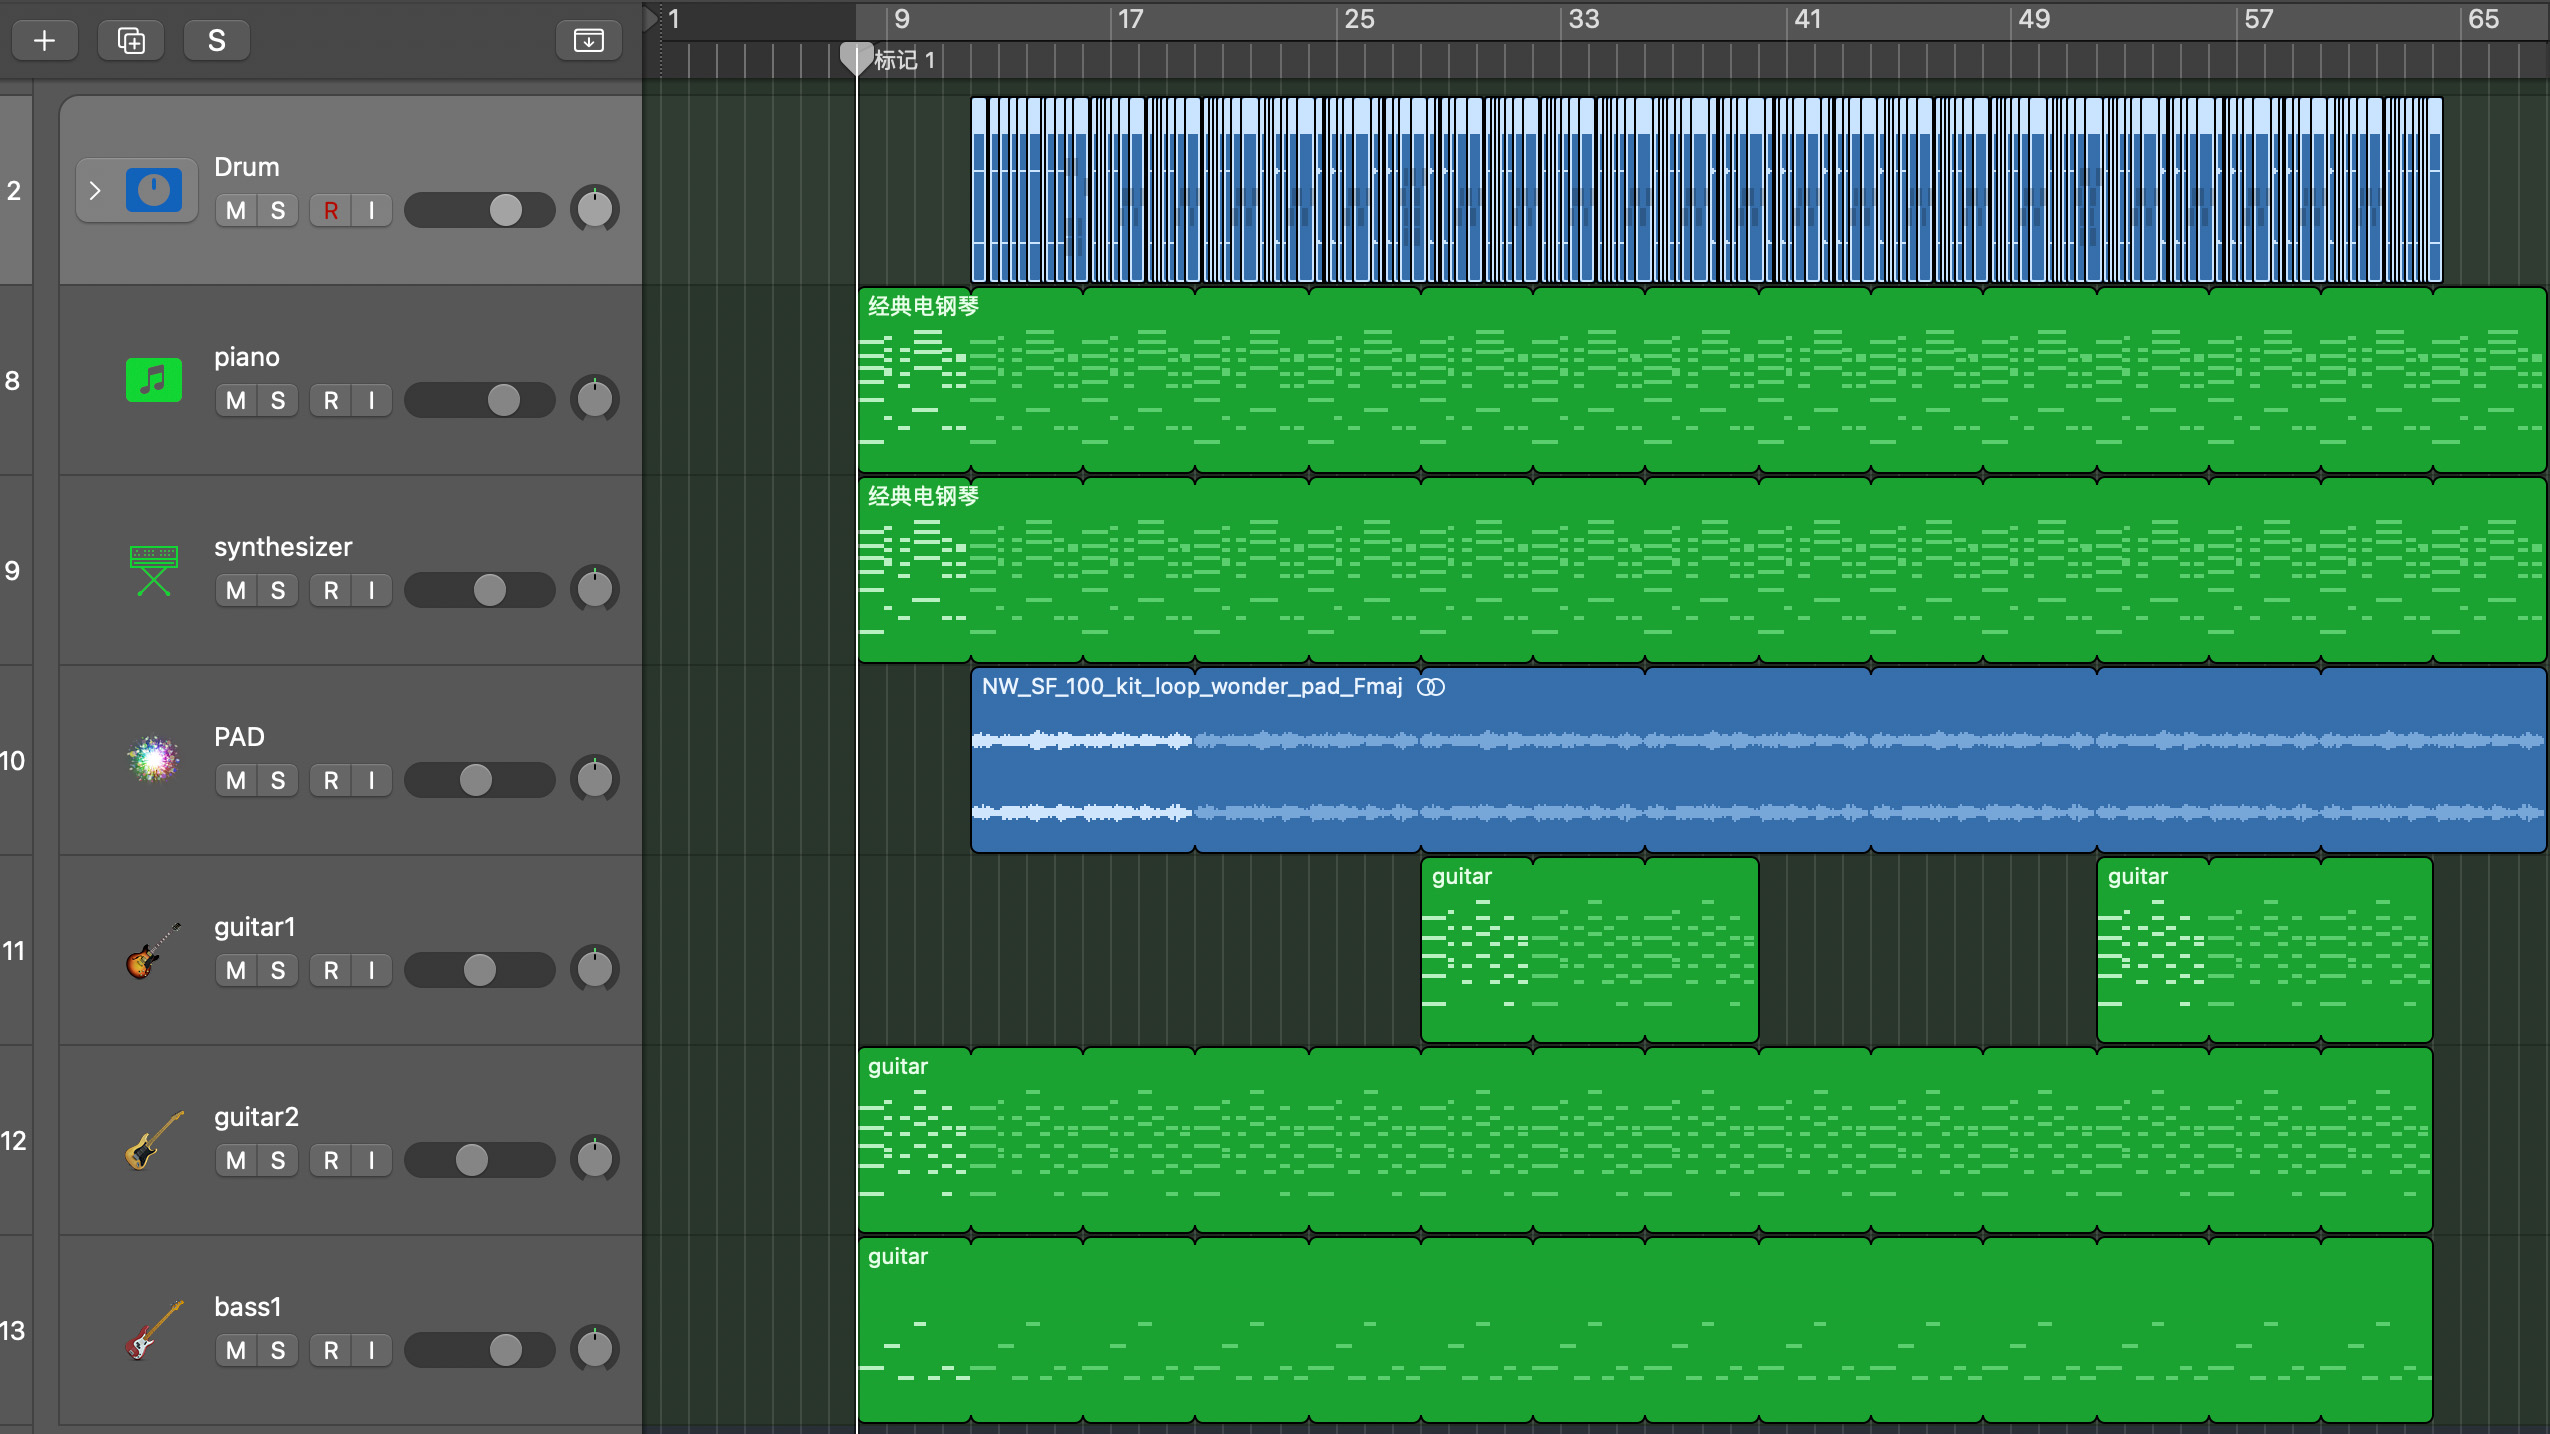 S
1 9 17 25 33 41 49 57 65
标记 1
2
Drum
M S R I
8
piano
M S R I
经典电钢琴
9
synthesizer
M S R I
经典电钢琴
10
PAD
M S R I
NW_SF_100_kit_loop_wonder_pad_Fmaj
11
guitar1
M S R I
guitar guitar
12
guitar2
M S R I
guitar
13
bass1
M S R I
guitar